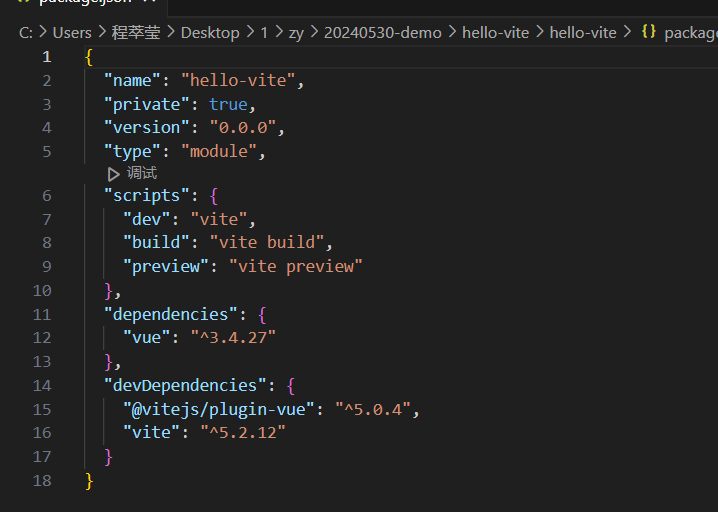 package.json
C: > Users > 程萃莹 > Desktop > 1 > zy > 20240530-demo > hello-vite > hello-vite > {} package
1 {
2 "name": "hello-vite",
3 "private": true,
4 "version": "0.0.0",
5 "type": "module",
调试
6 "scripts": {
7 "dev": "vite",
8 "build": "vite build",
9 "preview": "vite preview"
10 },
11 "dependencies": {
12 "vue": "^3.4.27"
13 },
14 "devDependencies": {
15 "@vitejs/plugin-vue": "^5.0.4",
16 "vite": "^5.2.12"
17 }
18 }